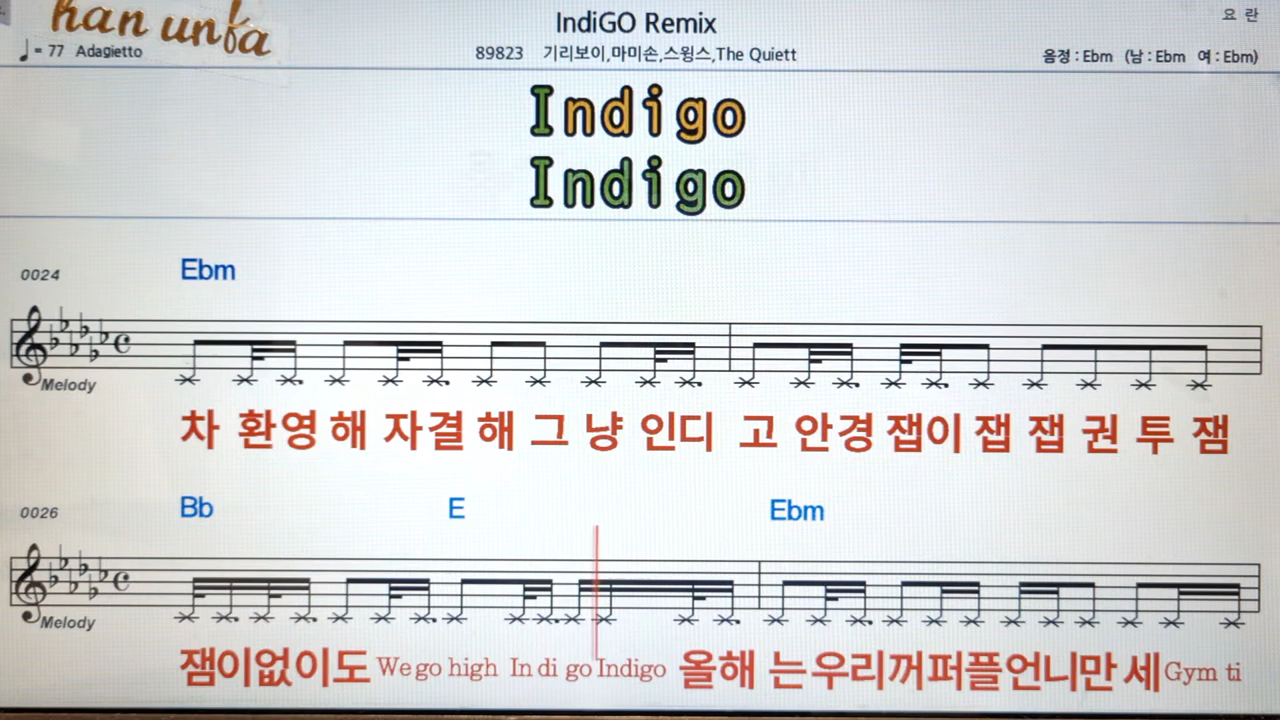 han unfa
요 란
IndiGO Remix
♩= 77 Adagietto
89823 기리보이,마미손,스윙스,The Quiett
음정 : Ebm (남 : Ebm 여 : Ebm)
Indigo
Indigo
0024 Ebm
Melody
차 환영 해 자결 해 그 냥 인디 고 안경 잽이 잽 잽 권 투 잼
0026 Bb E Ebm
Melody
잼이없이도 We go high In di go Indigo 올해 는우리꺼퍼플언니만 세 Gym ti